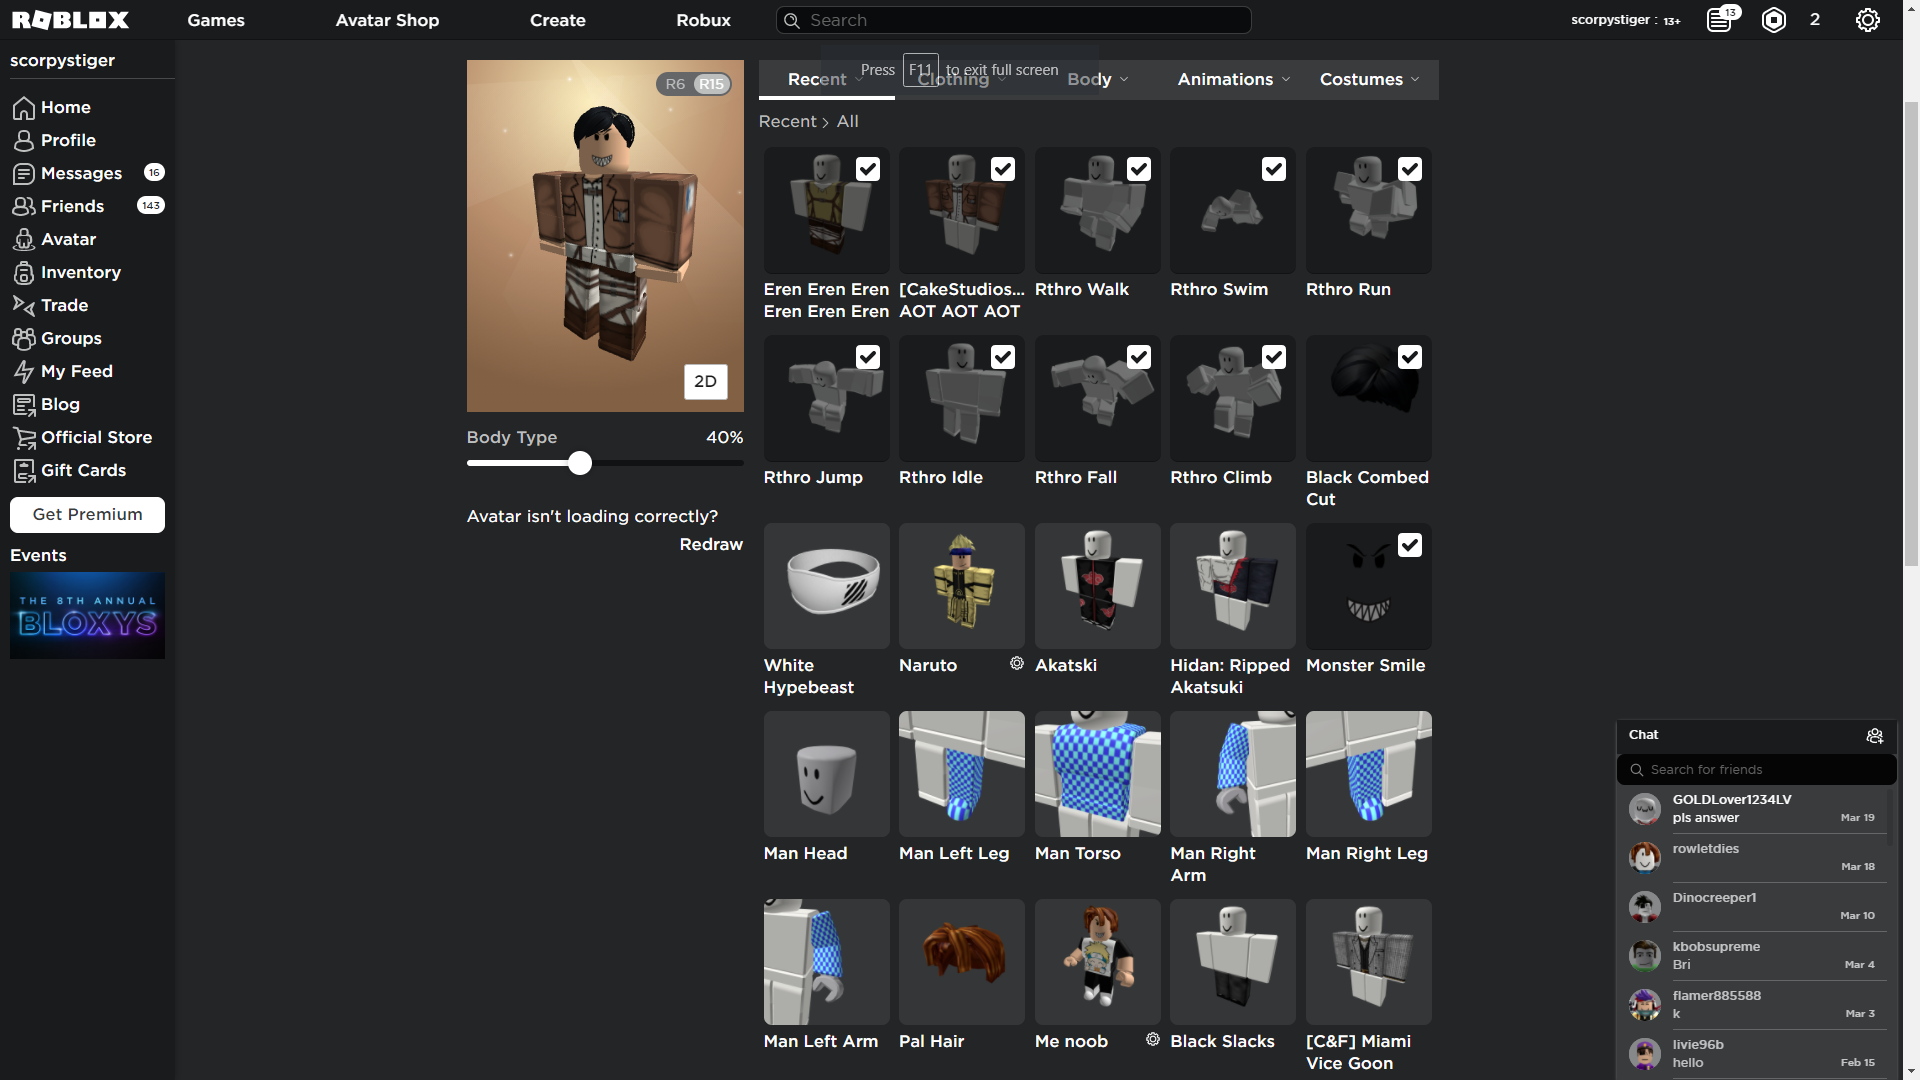 ROBLOX
Games
Avatar Shop
Create
Robux
Search
scorpystiger : 13+
13
2
scorpystiger
Home
Profile
Messages 16
Friends 143
Avatar
Inventory
Trade
Groups
My Feed
Blog
Official Store
Gift Cards
Get Premium
Events
THE 8TH ANNUAL
BLOXYS
R6 R15
2D
Body Type 40%
Avatar isn't loading correctly?
Redraw
Press F11 to exit full screen
Recent Clothing Body Animations Costumes
Recent > All
Eren Eren Eren
Eren Eren Eren
[CakeStudios...
AOT AOT AOT
Rthro Walk
Rthro Swim
Rthro Run
Rthro Jump
Rthro Idle
Rthro Fall
Rthro Climb
Black Combed
Cut
White
Hypebeast
Naruto
Akatski
Hidan: Ripped
Akatsuki
Monster Smile
Man Head
Man Left Leg
Man Torso
Man Right
Arm
Man Right Leg
Man Left Arm
Pal Hair
Me noob
Black Slacks
[C&F] Miami
Vice Goon
Chat
Search for friends
GOLDLover1234LV
pls answer Mar 19
rowletdies
Mar 18
Dinocreeper1
Mar 10
kbobsupreme
Bri Mar 4
flamer885588
k Mar 3
livie96b
hello Feb 15